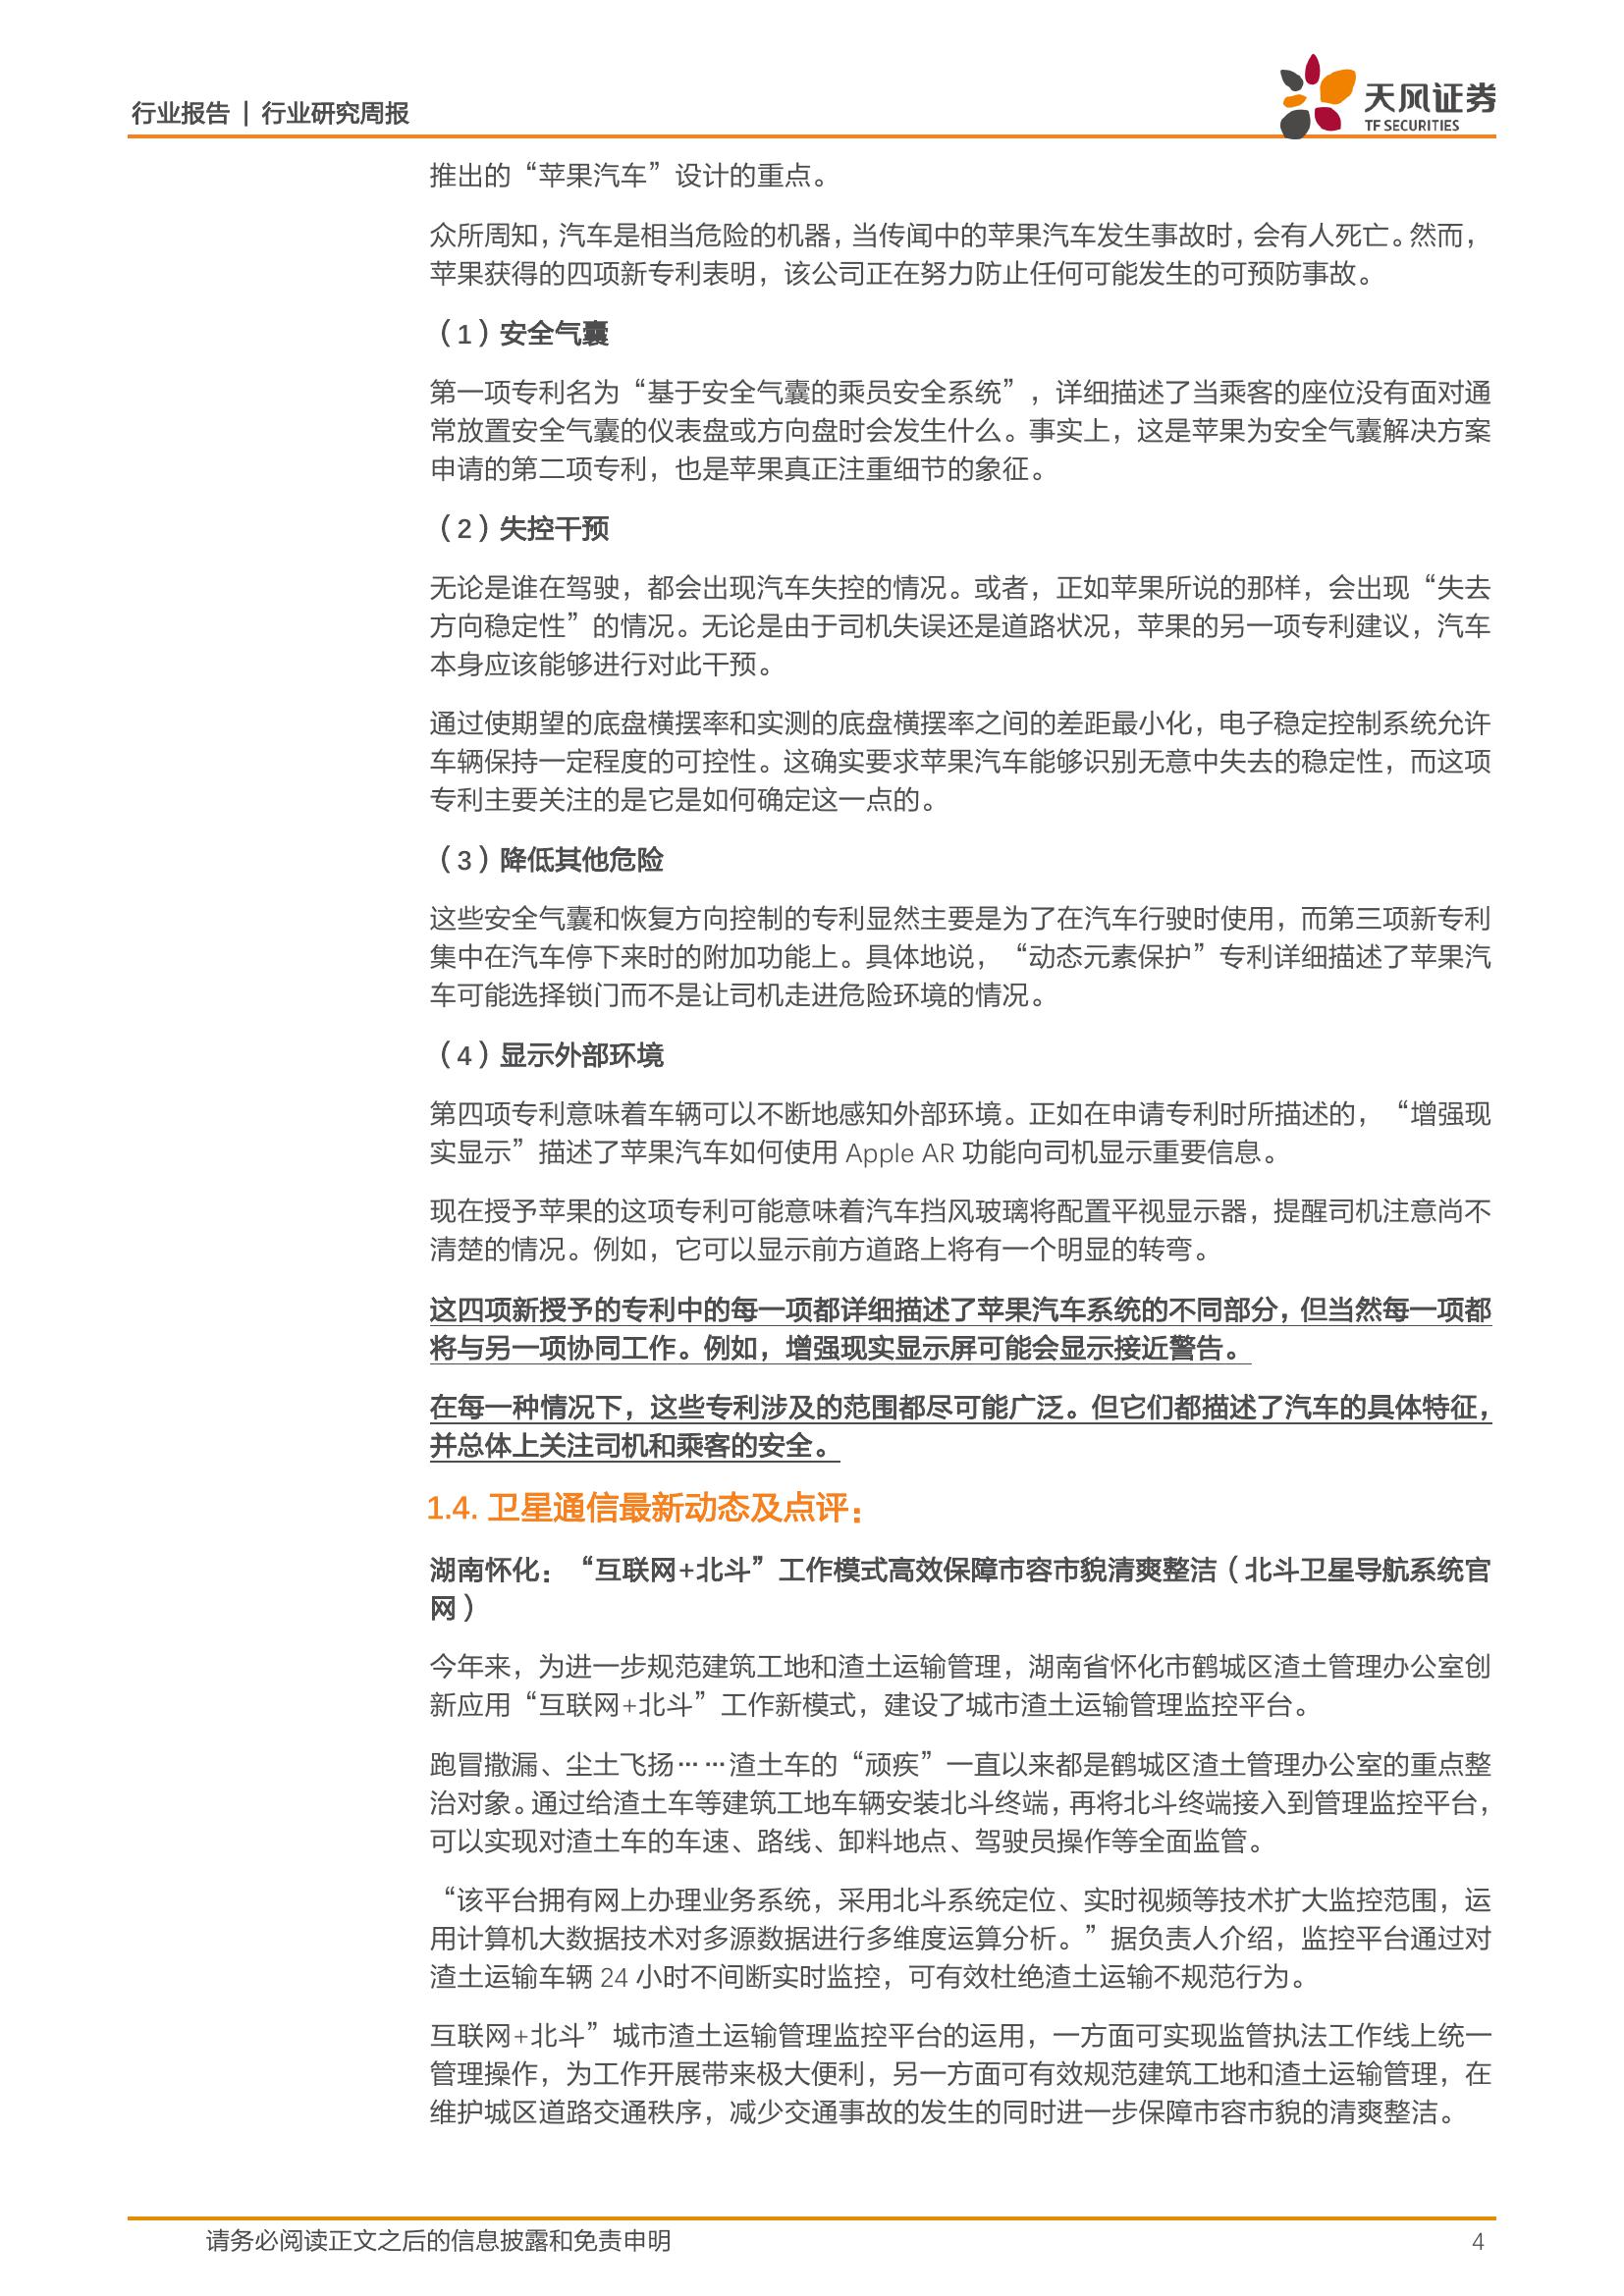 行业报告 | 行业研究周报
天风证券
TF SECURITIES
推出的“苹果汽车”设计的重点。
众所周知，汽车是相当危险的机器，当传闻中的苹果汽车发生事故时，会有人死亡。然而，
苹果获得的四项新专利表明，该公司正在努力防止任何可能发生的可预防事故。
（1）安全气囊
第一项专利名为“基于安全气囊的乘员安全系统”，详细描述了当乘客的座位没有面对通
常放置安全气囊的仪表盘或方向盘时会发生什么。事实上，这是苹果为安全气囊解决方案
申请的第二项专利，也是苹果真正注重细节的象征。
（2）失控干预
无论是谁在驾驶，都会出现汽车失控的情况。或者，正如苹果所说的那样，会出现“失去
方向稳定性”的情况。无论是由于司机失误还是道路状况，苹果的另一项专利建议，汽车
本身应该能够进行对此干预。
通过使期望的底盘横摆率和实测的底盘横摆率之间的差距最小化，电子稳定控制系统允许
车辆保持一定程度的可控性。这确实要求苹果汽车能够识别无意中失去的稳定性，而这项
专利主要关注的是它是如何确定这一点的。
（3）降低其他危险
这些安全气囊和恢复方向控制的专利显然主要是为了在汽车行驶时使用，而第三项新专利
集中在汽车停下来时的附加功能上。具体地说，“动态元素保护”专利详细描述了苹果汽
车可能选择锁门而不是让司机走进危险环境的情况。
（4）显示外部环境
第四项专利意味着车辆可以不断地感知外部环境。正如在申请专利时所描述的，“增强现
实显示”描述了苹果汽车如何使用 Apple AR 功能向司机显示重要信息。
现在授予苹果的这项专利可能意味着汽车挡风玻璃将配置平视显示器，提醒司机注意尚不
清楚的情况。例如，它可以显示前方道路上将有一个明显的转弯。
这四项新授予的专利中的每一项都详细描述了苹果汽车系统的不同部分，但当然每一项都
将与另一项协同工作。例如，增强现实显示屏可能会显示接近警告。
在每一种情况下，这些专利涉及的范围都尽可能广泛。但它们都描述了汽车的具体特征，
并总体上关注司机和乘客的安全。
1.4. 卫星通信最新动态及点评：
湖南怀化：“互联网+北斗”工作模式高效保障市容市貌清爽整洁（北斗卫星导航系统官
网）
今年来，为进一步规范建筑工地和渣土运输管理，湖南省怀化市鹤城区渣土管理办公室创
新应用“互联网+北斗”工作新模式，建设了城市渣土运输管理监控平台。
跑冒撒漏、尘土飞扬……渣土车的“顽疾”一直以来都是鹤城区渣土管理办公室的重点整
治对象。通过给渣土车等建筑工地车辆安装北斗终端，再将北斗终端接入到管理监控平台，
可以实现对渣土车的车速、路线、卸料地点、驾驶员操作等全面监管。
“该平台拥有网上办理业务系统，采用北斗系统定位、实时视频等技术扩大监控范围，运
用计算机大数据技术对多源数据进行多维度运算分析。”据负责人介绍，监控平台通过对
渣土运输车辆 24 小时不间断实时监控，可有效杜绝渣土运输不规范行为。
互联网+北斗”城市渣土运输管理监控平台的运用，一方面可实现监管执法工作线上统一
管理操作，为工作开展带来极大便利，另一方面可有效规范建筑工地和渣土运输管理，在
维护城区道路交通秩序，减少交通事故的发生的同时进一步保障市容市貌的清爽整洁。
请务必阅读正文之后的信息披露和免责申明
4